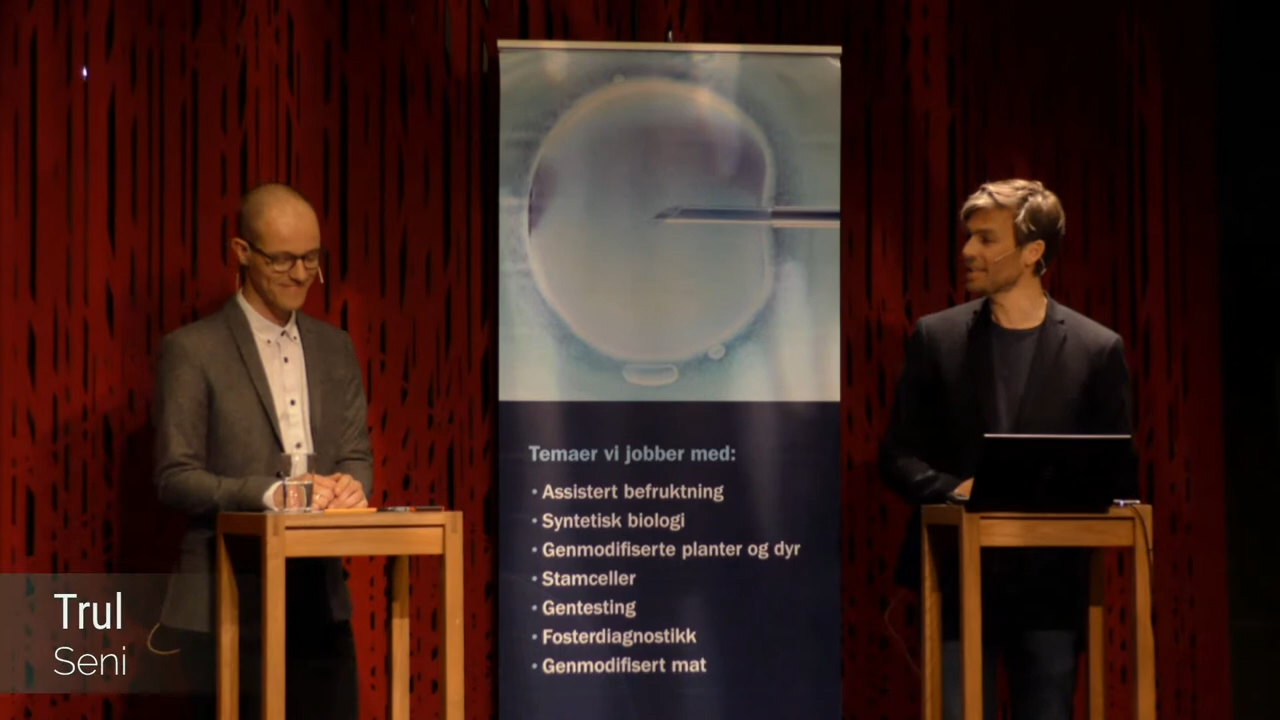 Temaer vi jobber med:
• Assistert befruktning
• Syntetisk biologi
• Genmodifiserte planter og dyr
• Stamceller
• Gentesting
• Fosterdiagnostikk
• Genmodifisert mat
Trul
Seni